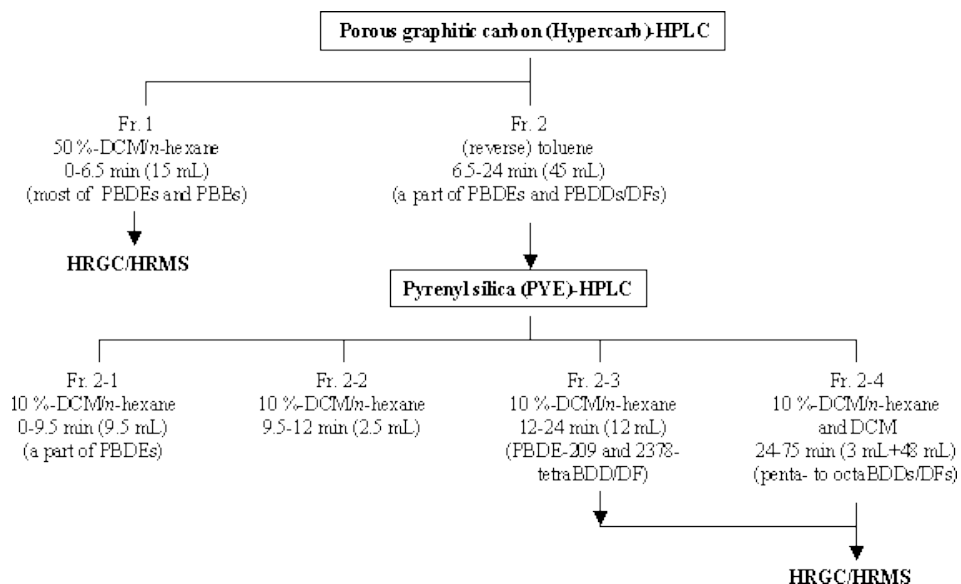 Porous graphitic carbon (Hypercarb)-HPLC
Fr. 1
50 %-DCM/n-hexane
0-6.5 min (15 mL)
(most of PBDEs and PBBs)
HRGC/HRMS
Fr. 2
(reverse) toluene
6.5-24 min (45 mL)
(a part of PBDEs and PBDDs/DFs)
Pyrenyl silica (PYE)-HPLC
Fr. 2-1
10 %-DCM/n-hexane
0-9.5 min (9.5 mL)
(a part of PBDEs)
Fr. 2-2
10 %-DCM/n-hexane
9.5-12 min (2.5 mL)
Fr. 2-3
10 %-DCM/n-hexane
12-24 min (12 mL)
(PBDE-209 and 2378-
tetraBDD/DF)
Fr. 2-4
10 %-DCM/n-hexane
and DCM
24-75 min (3 mL+48 mL)
(penta- to octaBDDs/DFs)
HRGC/HRMS